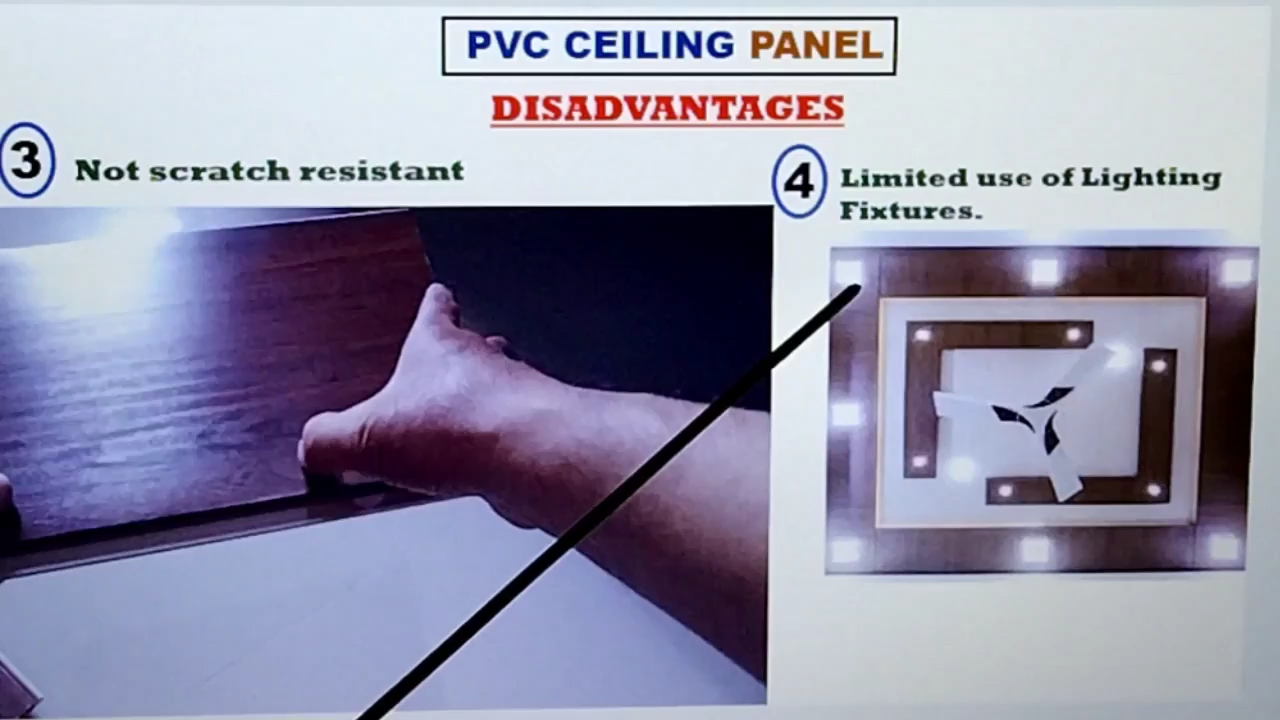 PVC CEILING PANEL
DISADVANTAGES
3 Not scratch resistant
4 Limited use of Lighting
Fixtures.